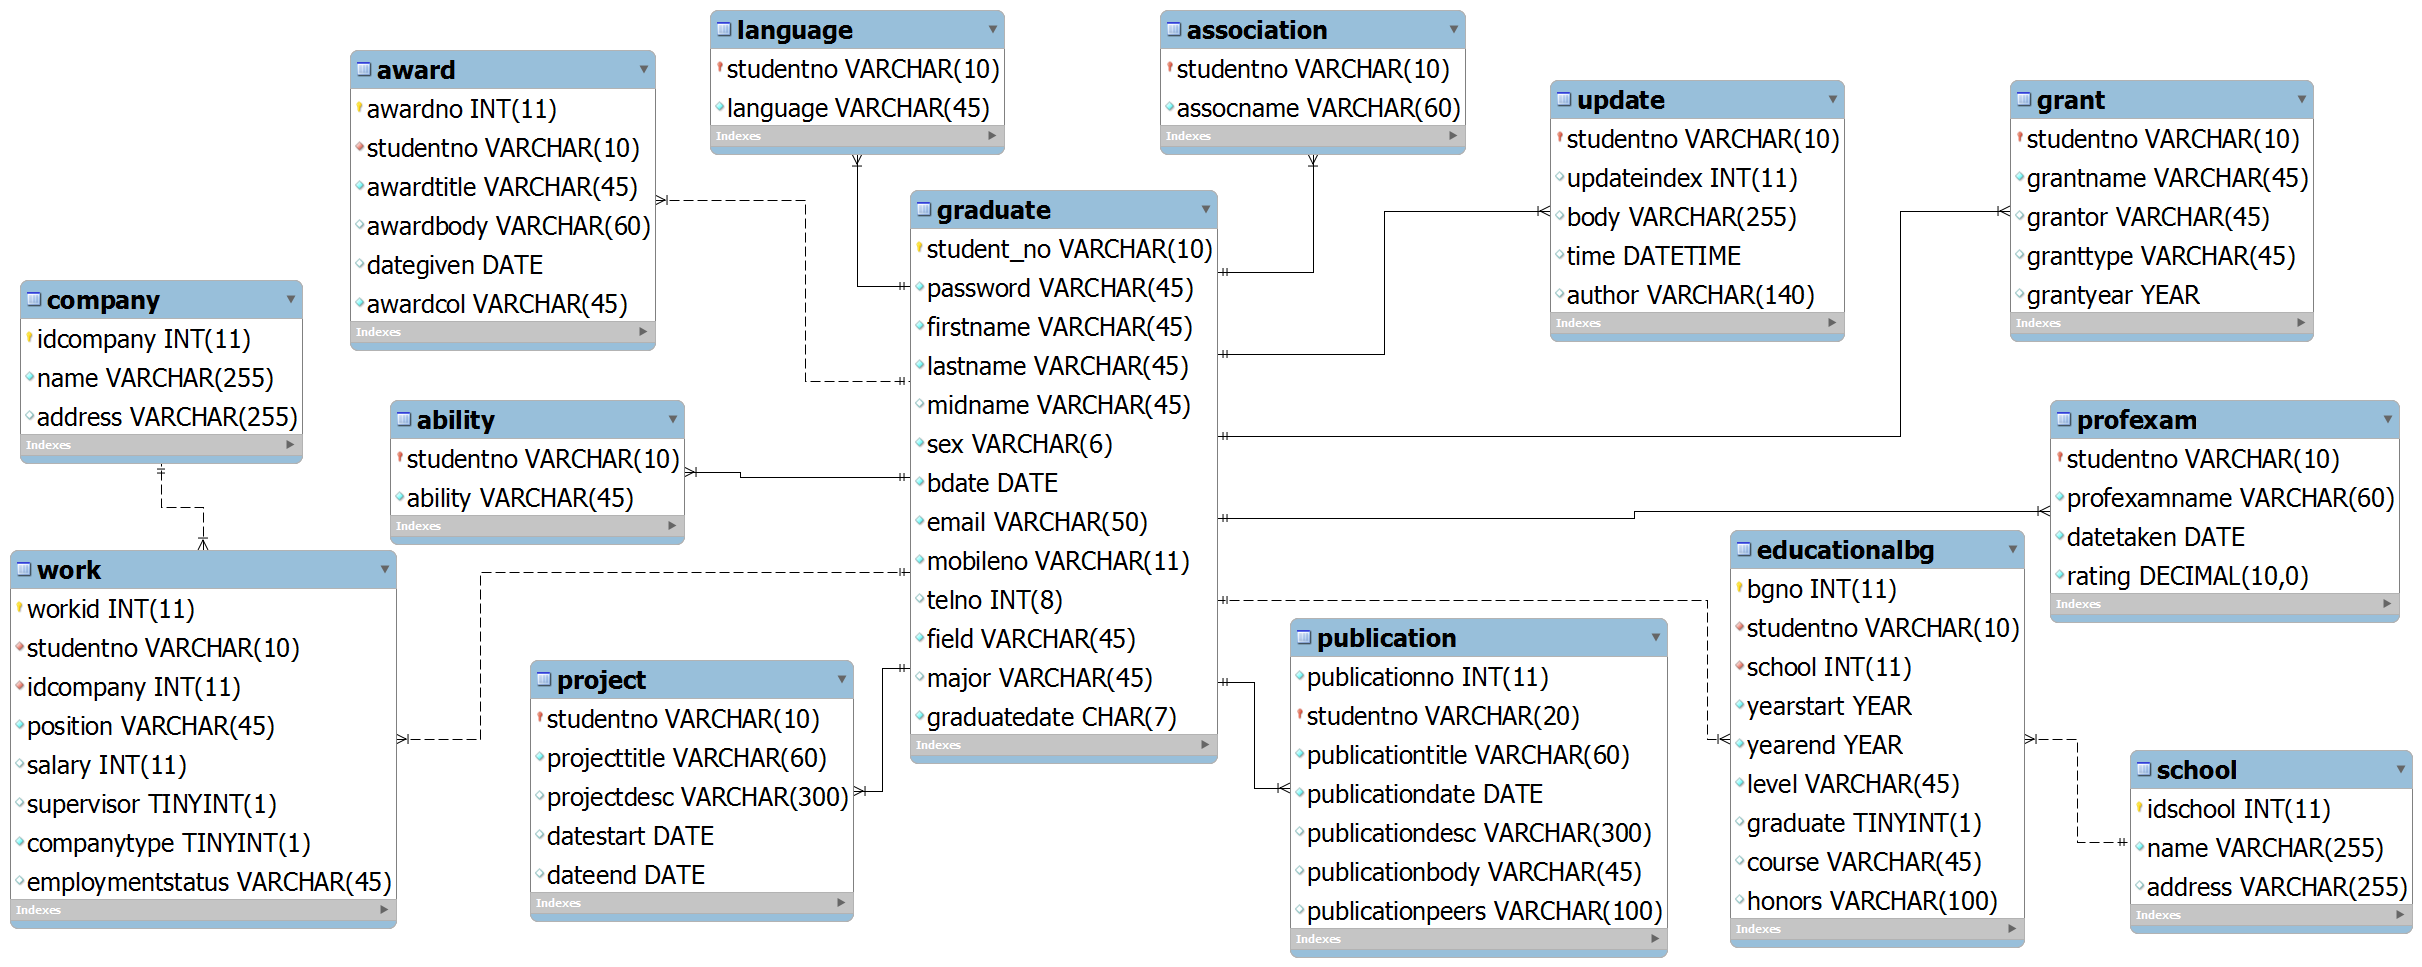 language
studentno VARCHAR(10)
language VARCHAR(45)
Indexes
association
studentno VARCHAR(10)
assocname VARCHAR(60)
Indexes
award
awardno INT(11)
studentno VARCHAR(10)
awardtitle VARCHAR(45)
awardbody VARCHAR(60)
dategiven DATE
awardcol VARCHAR(45)
Indexes
update
studentno VARCHAR(10)
updateindex INT(11)
body VARCHAR(255)
time DATETIME
author VARCHAR(140)
Indexes
grant
studentno VARCHAR(10)
grantname VARCHAR(45)
grantor VARCHAR(45)
granttype VARCHAR(45)
grantyear YEAR
Indexes
graduate
student_no VARCHAR(10)
password VARCHAR(45)
firstname VARCHAR(45)
lastname VARCHAR(45)
midname VARCHAR(45)
sex VARCHAR(6)
bdate DATE
email VARCHAR(50)
mobileno VARCHAR(11)
telno INT(8)
field VARCHAR(45)
major VARCHAR(45)
graduatedate CHAR(7)
Indexes
company
idcompany INT(11)
name VARCHAR(255)
address VARCHAR(255)
Indexes
ability
studentno VARCHAR(10)
ability VARCHAR(45)
Indexes
profexam
studentno VARCHAR(10)
profexamname VARCHAR(60)
datetaken DATE
rating DECIMAL(10,0)
Indexes
work
workid INT(11)
studentno VARCHAR(10)
idcompany INT(11)
position VARCHAR(45)
salary INT(11)
supervisor TINYINT(1)
companytype TINYINT(1)
employmentstatus VARCHAR(45)
Indexes
project
studentno VARCHAR(10)
projecttitle VARCHAR(60)
projectdesc VARCHAR(300)
datestart DATE
dateend DATE
Indexes
publication
publicationno INT(11)
studentno VARCHAR(20)
publicationtitle VARCHAR(60)
publicationdate DATE
publicationdesc VARCHAR(300)
publicationbody VARCHAR(45)
publicationpeers VARCHAR(100)
Indexes
educationalbg
bgno INT(11)
studentno VARCHAR(10)
school INT(11)
yearstart YEAR
yearend YEAR
level VARCHAR(45)
graduate TINYINT(1)
course VARCHAR(45)
honors VARCHAR(100)
Indexes
school
idschool INT(11)
name VARCHAR(255)
address VARCHAR(255)
Indexes